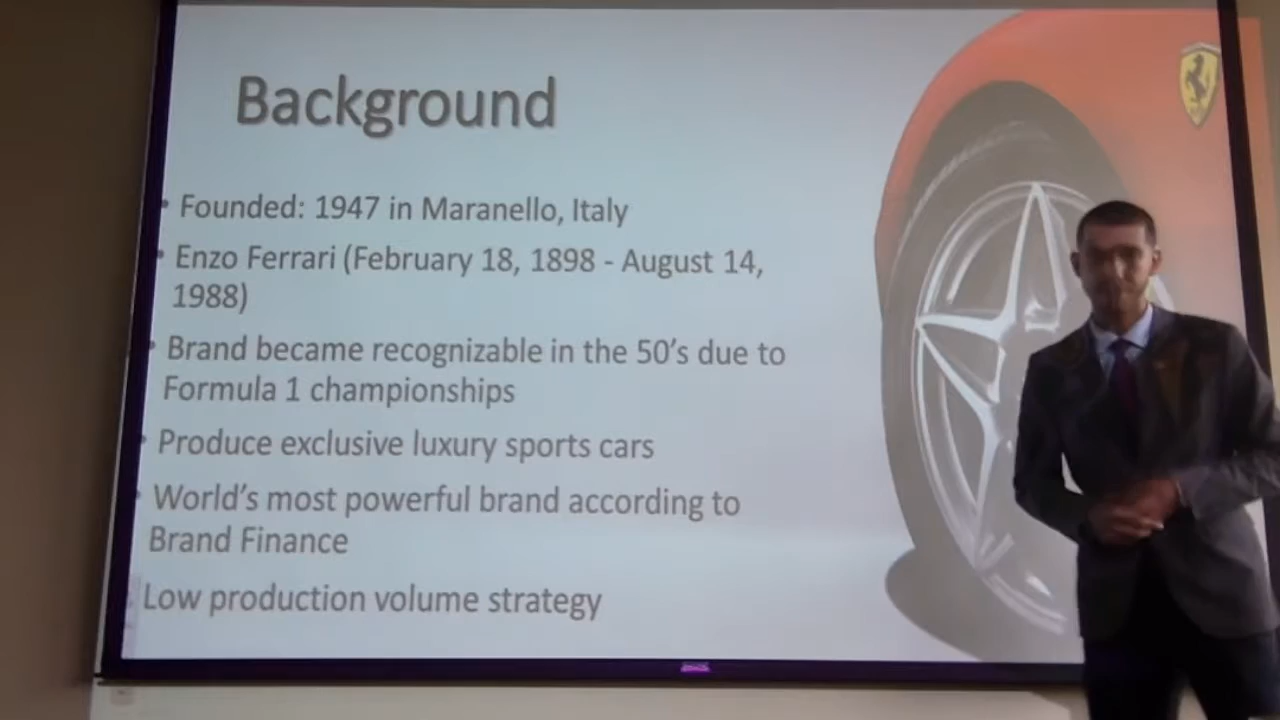 Background
• Founded: 1947 in Maranello, Italy
• Enzo Ferrari (February 18, 1898 - August 14,
1988)
• Brand became recognizable in the 50's due to
Formula 1 championships
• Produce exclusive luxury sports cars
• World's most powerful brand according to
Brand Finance
Low production volume strategy